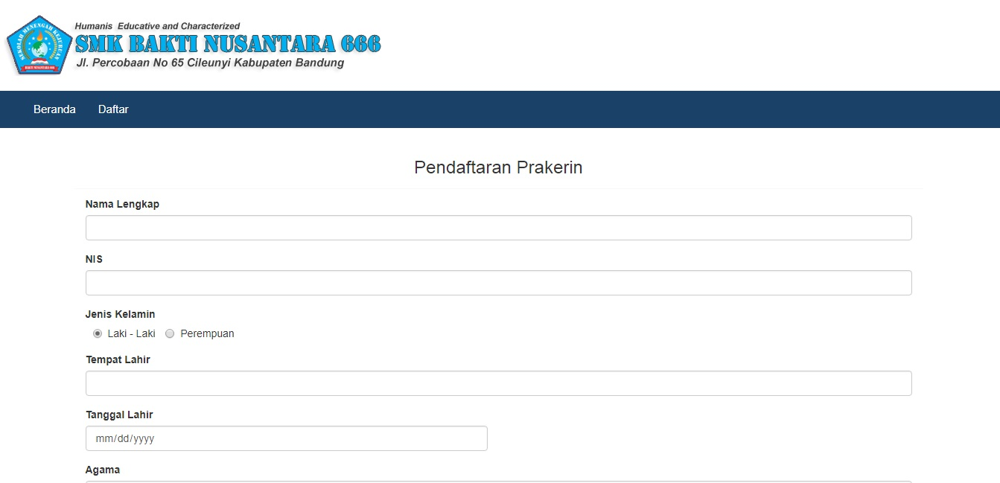 Humanis Educative and Characterized
SMK BAKTI NUSANTARA 666
Jl. Percobaan No 65 Cileunyi Kabupaten Bandung
SEKOLAH MENENGAH KEJURUAN
BAKTI NUSANTARA 666
Beranda Daftar
Pendaftaran Prakerin
Nama Lengkap
NIS
Jenis Kelamin
Laki - Laki Perempuan
Tempat Lahir
Tanggal Lahir
mm/dd/yyyy
Agama